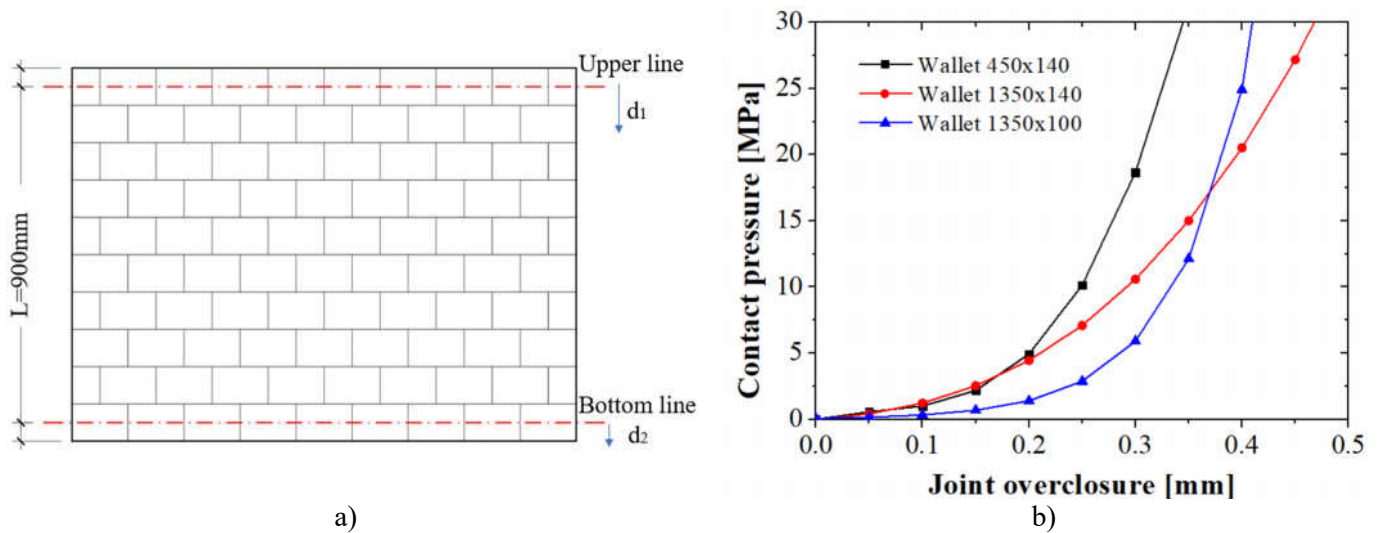 Upper line
d1
L=900mm
Bottom line
d2
a)
30
25
20
15
10
5
0
Contact pressure [MPa]
Wallet 450x140
Wallet 1350x140
Wallet 1350x100
0.0 0.1 0.2 0.3 0.4 0.5
Joint overclosure [mm]
b)